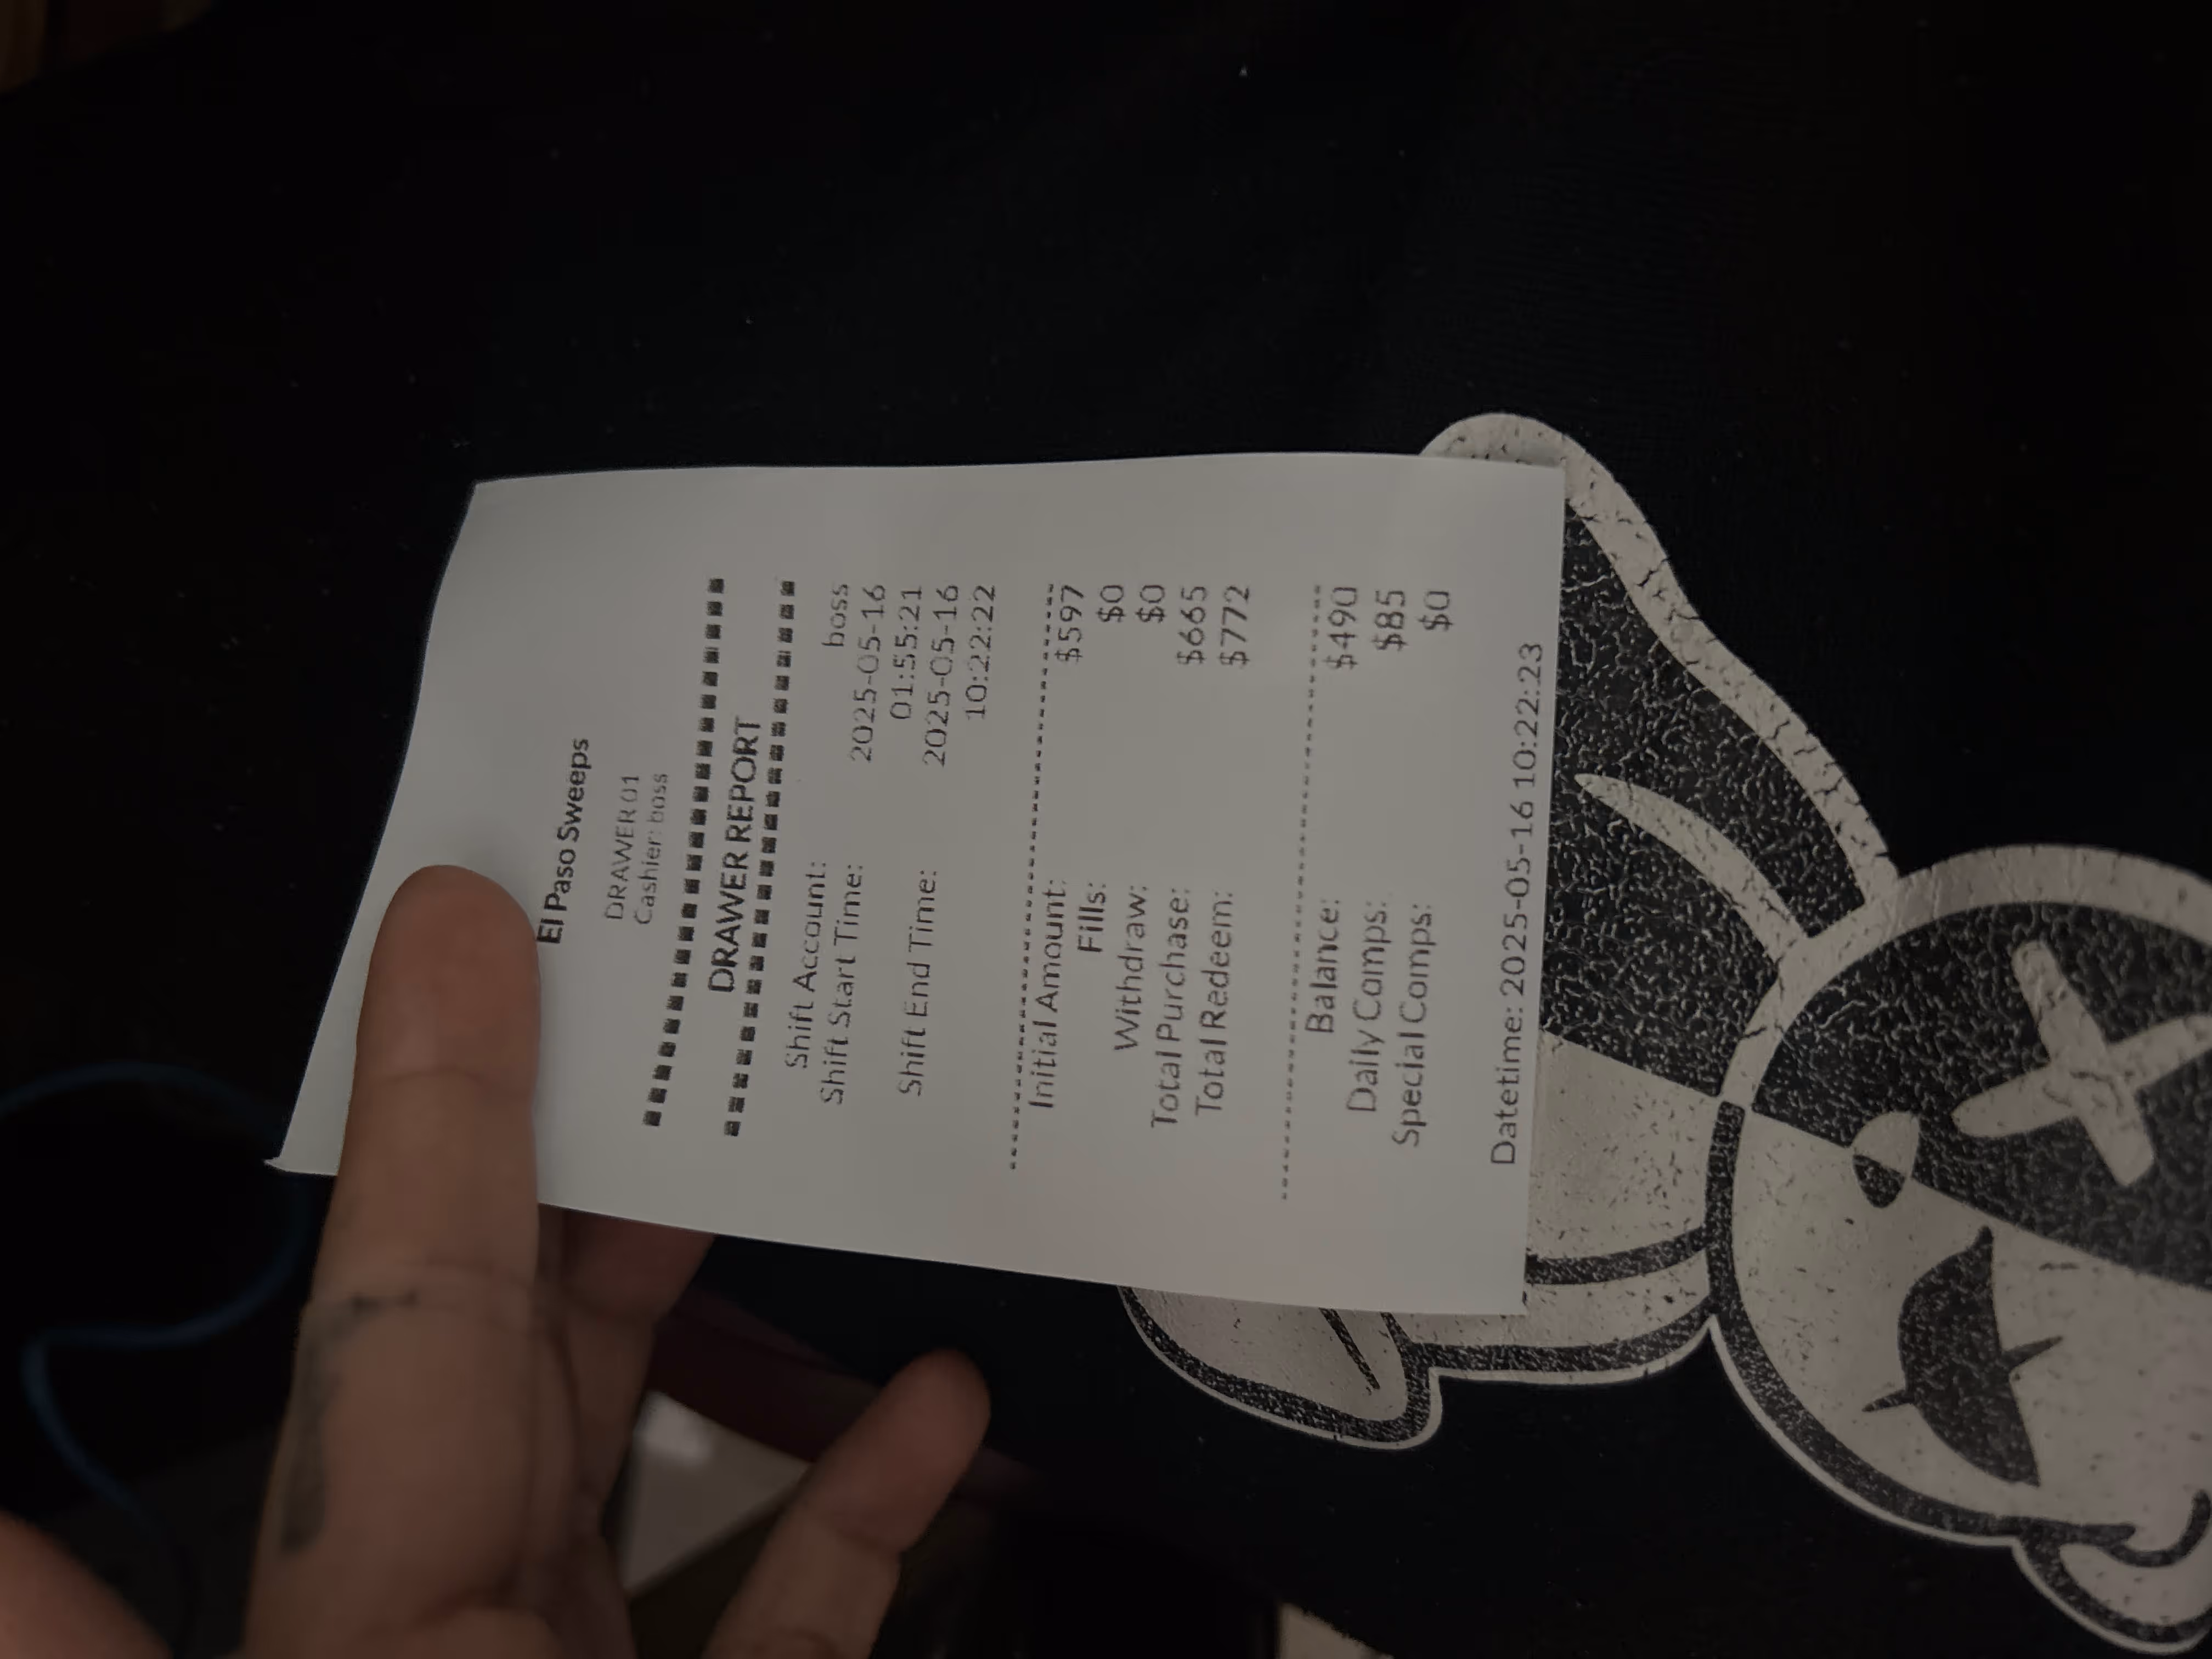 El Paso Sweeps
DRAWER 01
Cashier: boss
DRAWER REPORT
Shift Account: boss
Shift Start Time: 2025-05-16
01:55:21
Shift End Time: 2025-05-16
10:22:22
Initial Amount: $597
Fills: $0
Withdraw: $0
Total Purchase: $665
Total Redeem: $772
Balance: $490
Daily Comps: $85
Special Comps: $0
Datetime: 2025-05-16 10:22:23